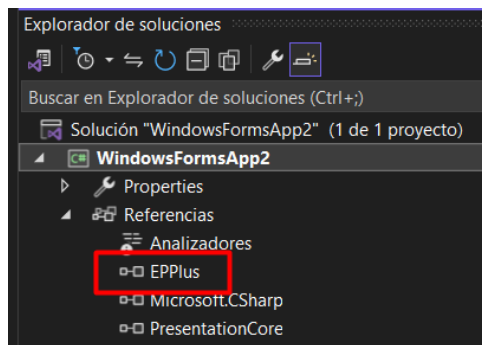 Explorador de soluciones
Buscar en Explorador de soluciones (Ctrl+;)
Solución "WindowsFormsApp2" (1 de 1 proyecto)
C# WindowsFormsApp2
Properties
Referencias
Analizadores
EPPlus
Microsoft.CSharp
PresentationCore